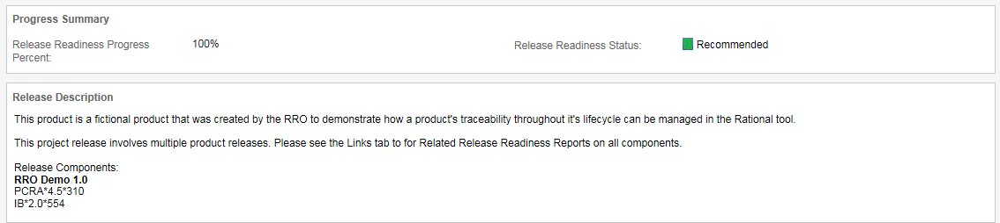 Progress Summary
Release Readiness Progress Percent: 100%
Release Readiness Status: Recommended
Release Description
This product is a fictional product that was created by the RRO to demonstrate how a product's traceability throughout it's lifecycle can be managed in the Rational tool.
This project release involves multiple product releases. Please see the Links tab to for Related Release Readiness Reports on all components.
Release Components:
RRO Demo 1.0
PCRA*4.5*310
IB*2.0*554